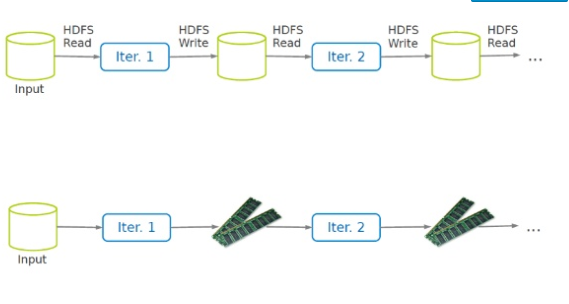 HDFS
Read
HDFS
Write
HDFS
Read
HDFS
Write
HDFS
Read
Iter. 1
Iter. 2
...
Input
Iter. 1
Iter. 2
...
Input